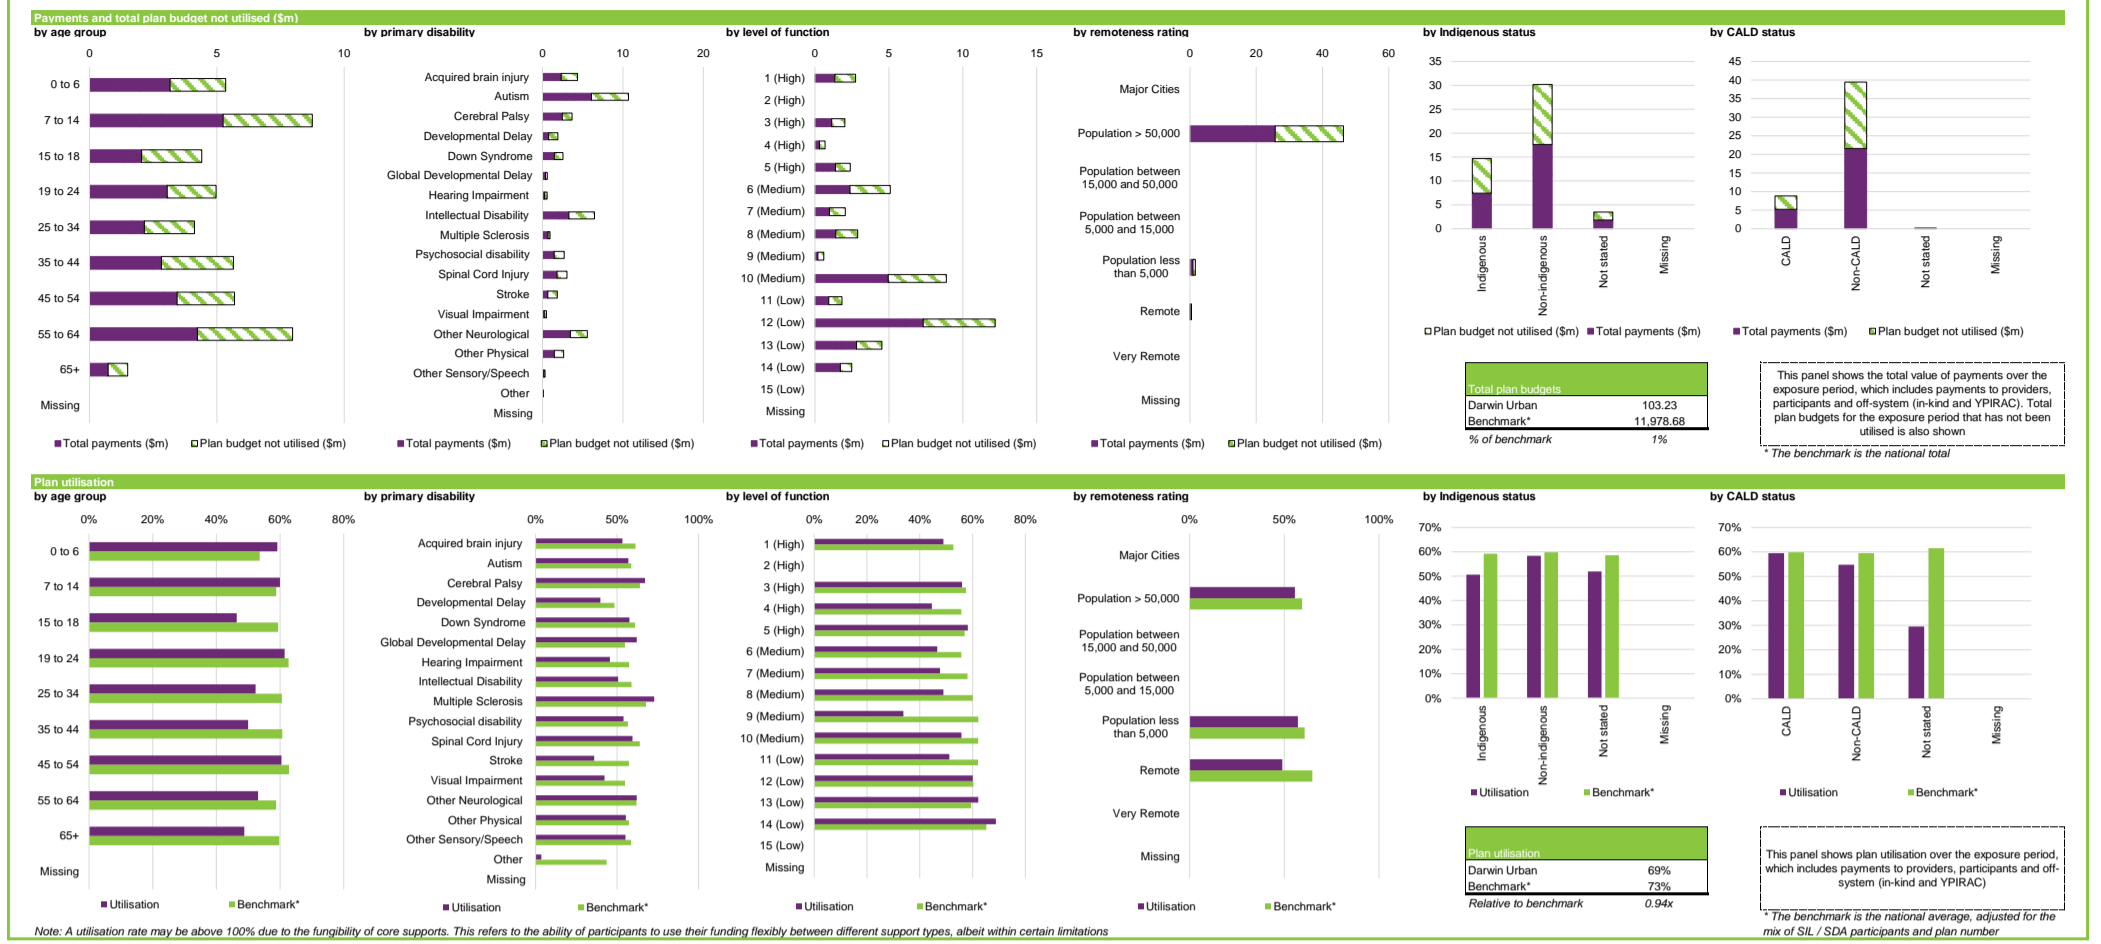 Payments and total plan budget not utilised ($m)
by age group
0 5 10
0 to 6
7 to 14
15 to 18
19 to 24
25 to 34
35 to 44
45 to 54
55 to 64
65+
Missing
Total payments ($m) Plan budget not utilised ($m)
by primary disability
0 10 20
Acquired brain injury
Autism
Cerebral Palsy
Developmental Delay
Down Syndrome
Global Developmental Delay
Hearing Impairment
Intellectual Disability
Multiple Sclerosis
Psychosocial disability
Spinal Cord Injury
Stroke
Visual Impairment
Other Neurological
Other Physical
Other Sensory/Speech
Other
Missing
Total payments ($m) Plan budget not utilised ($m)
by level of function
0 5 10 15
1 (High)
2 (High)
3 (High)
4 (High)
5 (High)
6 (Medium)
7 (Medium)
8 (Medium)
9 (Medium)
10 (Medium)
11 (Low)
12 (Low)
13 (Low)
14 (Low)
15 (Low)
Missing
Total payments ($m) Plan budget not utilised ($m)
by remoteness rating
0 20 40 60
Major Cities
Population > 50,000
Population between
15,000 and 50,000
Population between
5,000 and 15,000
Population less
than 5,000
Remote
Very Remote
Missing
Total payments ($m) Plan budget not utilised ($m)
by Indigenous status
35
30
25
20
15
10
5
0
Indigenous
Non-indigenous
Not stated
Missing
Plan budget not utilised ($m) Total payments ($m)
by CALD status
45
40
35
30
25
20
15
10
5
0
CALD
Non-CALD
Not stated
Missing
Total payments ($m) Plan budget not utilised ($m)
Total plan budgets
Darwin Urban 103.23
Benchmark* 11,978.68
% of benchmark 1%
This panel shows the total value of payments over the
exposure period, which includes payments to providers,
participants and off-system (in-kind and YPIRAC). Total
plan budgets for the exposure period that has not been
utilised is also shown
* The benchmark is the national total
Plan utilisation
by age group
0% 20% 40% 60% 80%
0 to 6
7 to 14
15 to 18
19 to 24
25 to 34
35 to 44
45 to 54
55 to 64
65+
Missing
Utilisation Benchmark*
by primary disability
0% 50% 100%
Acquired brain injury
Autism
Cerebral Palsy
Developmental Delay
Down Syndrome
Global Developmental Delay
Hearing Impairment
Intellectual Disability
Multiple Sclerosis
Psychosocial disability
Spinal Cord Injury
Stroke
Visual Impairment
Other Neurological
Other Physical
Other Sensory/Speech
Other
Missing
Utilisation Benchmark*
by level of function
0% 20% 40% 60% 80%
1 (High)
2 (High)
3 (High)
4 (High)
5 (High)
6 (Medium)
7 (Medium)
8 (Medium)
9 (Medium)
10 (Medium)
11 (Low)
12 (Low)
13 (Low)
14 (Low)
15 (Low)
Missing
Utilisation Benchmark*
by remoteness rating
0% 50% 100%
Major Cities
Population > 50,000
Population between
15,000 and 50,000
Population between
5,000 and 15,000
Population less
than 5,000
Remote
Very Remote
Missing
Utilisation Benchmark*
by Indigenous status
70%
60%
50%
40%
30%
20%
10%
0%
Indigenous
Non-indigenous
Not stated
Missing
Utilisation Benchmark*
by CALD status
70%
60%
50%
40%
30%
20%
10%
0%
CALD
Non-CALD
Not stated
Missing
Utilisation Benchmark*
Plan utilisation
Darwin Urban 69%
Benchmark* 73%
Relative to benchmark 0.94x
This panel shows plan utilisation over the exposure period,
which includes payments to providers, participants and off-
system (in-kind and YPIRAC)
* The benchmark is the national average, adjusted for the
mix of SIL / SDA participants and plan number
Note: A utilisation rate may be above 100% due to the fungibility of core supports. This refers to the ability of participants to use their funding flexibly between different support types, albeit within certain limitations